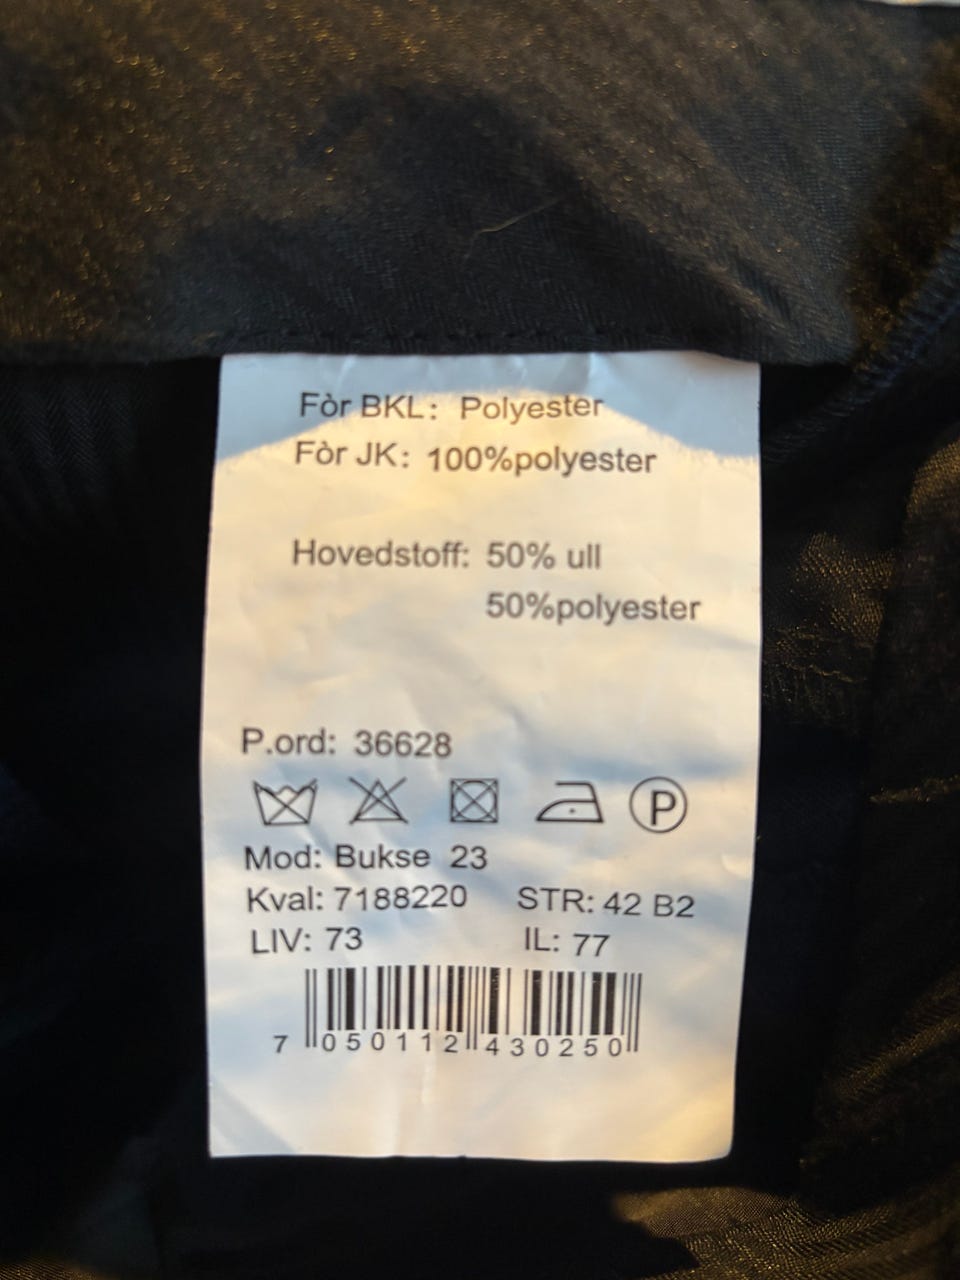 Fòr BKL: Polyester
Fòr JK: 100%polyester
Hovedstoff: 50% ull
50%polyester
P.ord: 36628
P
Mod: Bukse 23
Kval: 7188220 STR: 42 B2
LIV: 73 IL: 77
7 050112 430250